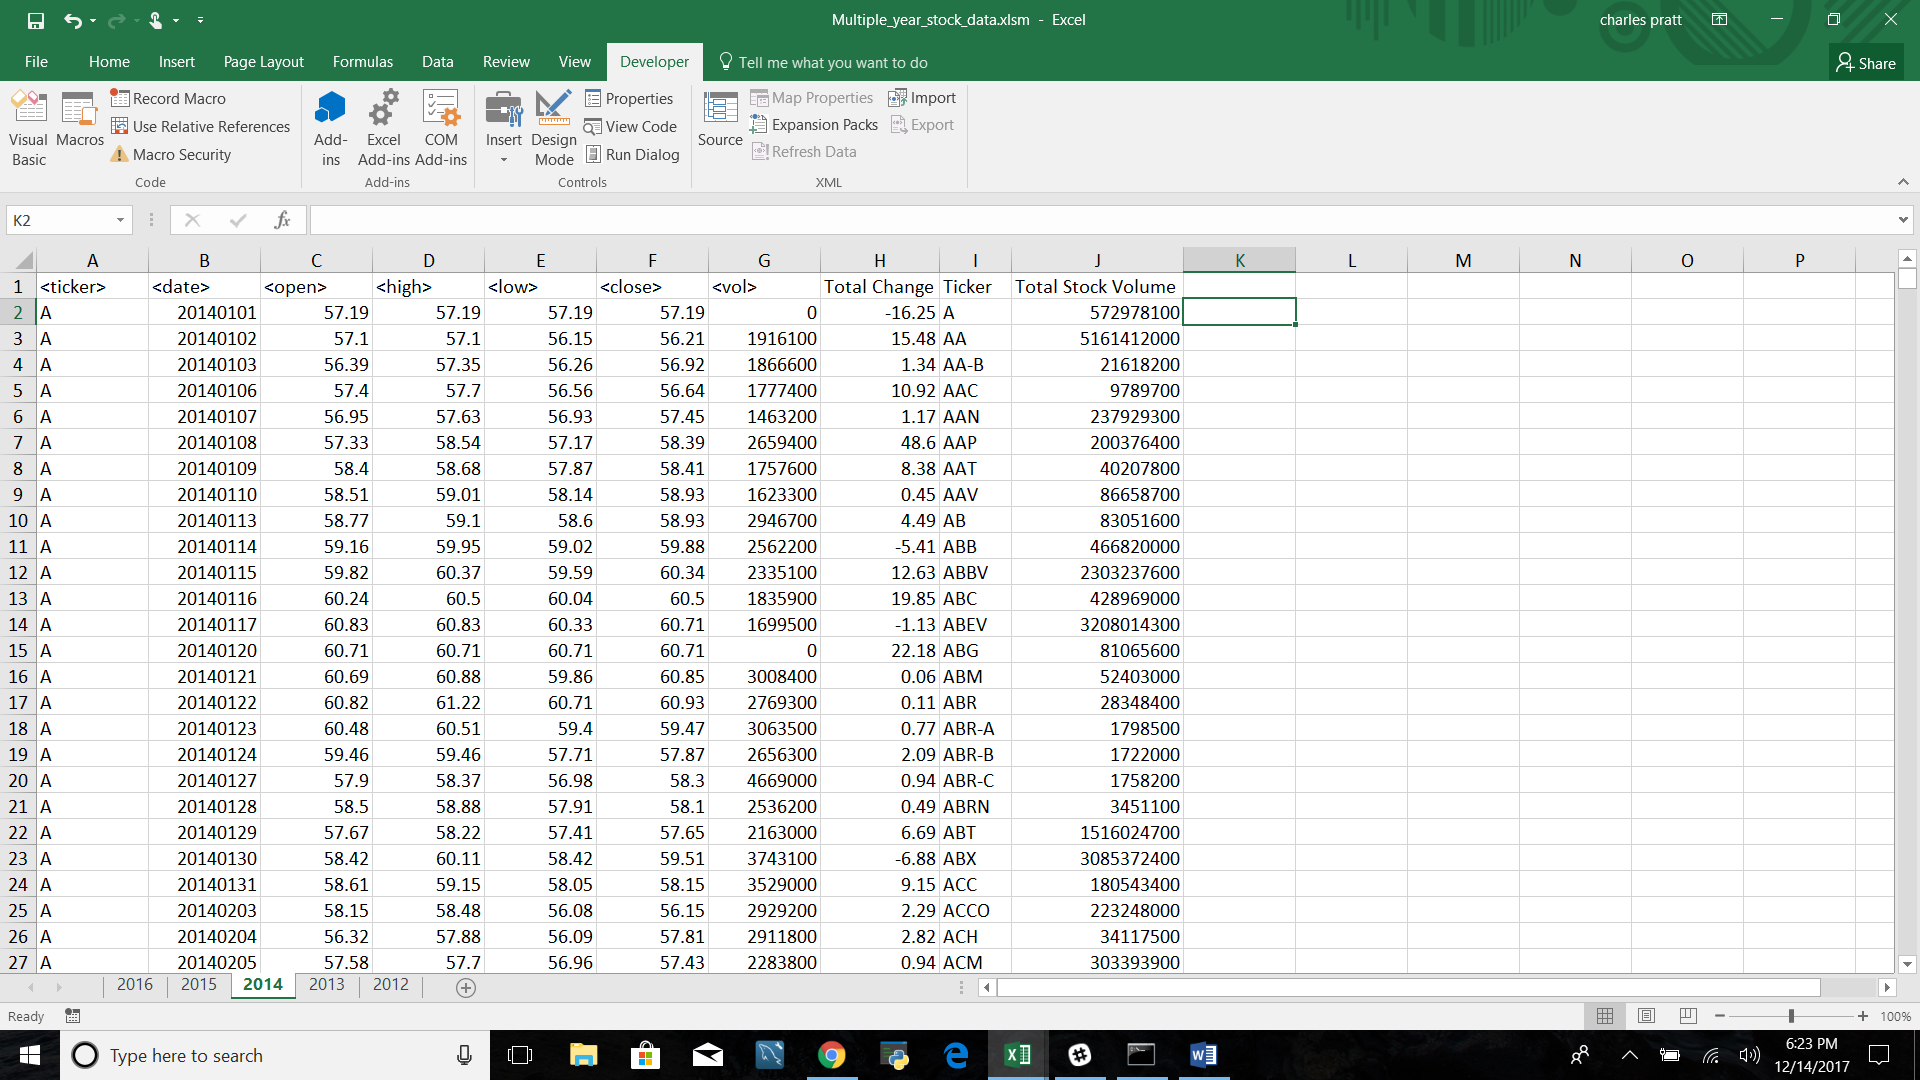 Multiple_year_stock_data.xlsm - Excel
charles pratt
File Home Insert Page Layout Formulas Data Review View Developer Tell me what you want to do Share
Visual Basic
Macros
Record Macro
Use Relative References
Macro Security
Code
Add-ins
Excel Add-ins
COM Add-ins
Add-ins
Insert
Design Mode
Properties
View Code
Run Dialog
Controls
Source
Map Properties
Expansion Packs
Refresh Data
Import
Export
XML
K2 fx
A B C D E F G H I J K L M N O P
1 <ticker> <date> <open> <high> <low> <close> <vol> Total Change Ticker Total Stock Volume
2 A 20140101 57.19 57.19 57.19 57.19 0 -16.25 A 572978100
3 A 20140102 57.1 57.1 56.15 56.21 1916100 15.48 AA 5161412000
4 A 20140103 56.39 57.35 56.26 56.92 1866600 1.34 AA-B 21618200
5 A 20140106 57.4 57.7 56.56 56.64 1777400 10.92 AAC 9789700
6 A 20140107 56.95 57.63 56.93 57.45 1463200 1.17 AAN 237929300
7 A 20140108 57.33 58.54 57.17 58.39 2659400 48.6 AAP 200376400
8 A 20140109 58.4 58.68 57.87 58.41 1757600 8.38 AAT 40207800
9 A 20140110 58.51 59.01 58.14 58.93 1623300 0.45 AAV 86658700
10 A 20140113 58.77 59.1 58.6 58.93 2946700 4.49 AB 83051600
11 A 20140114 59.16 59.95 59.02 59.88 2562200 -5.41 ABB 466820000
12 A 20140115 59.82 60.37 59.59 60.34 2335100 12.63 ABBV 2303237600
13 A 20140116 60.24 60.5 60.04 60.5 1835900 19.85 ABC 428969000
14 A 20140117 60.83 60.83 60.33 60.71 1699500 -1.13 ABEV 3208014300
15 A 20140120 60.71 60.71 60.71 60.71 0 22.18 ABG 81065600
16 A 20140121 60.69 60.88 59.86 60.85 3008400 0.06 ABM 52403000
17 A 20140122 60.82 61.22 60.71 60.93 2769300 0.11 ABR 28348400
18 A 20140123 60.48 60.51 59.4 59.47 3063500 0.77 ABR-A 1798500
19 A 20140124 59.46 59.46 57.71 57.87 2656300 2.09 ABR-B 1722000
20 A 20140127 57.9 58.37 56.98 58.3 4669000 0.94 ABR-C 1758200
21 A 20140128 58.5 58.88 57.91 58.1 2536200 0.49 ABRN 3451100
22 A 20140129 57.67 58.22 57.41 57.65 2163000 6.69 ABT 1516024700
23 A 20140130 58.42 60.11 58.42 59.51 3743100 -6.88 ABX 3085372400
24 A 20140131 58.61 59.15 58.05 58.15 3529000 9.15 ACC 180543400
25 A 20140203 58.15 58.48 56.08 56.15 2929200 2.29 ACCO 223248000
26 A 20140204 56.32 57.88 56.09 57.81 2911800 2.82 ACH 34117500
27 A 20140205 57.58 57.7 56.96 57.43 2283800 0.94 ACM 303393900
2016 2015 2014 2013 2012
Ready 100%
Type here to search
6:23 PM
12/14/2017